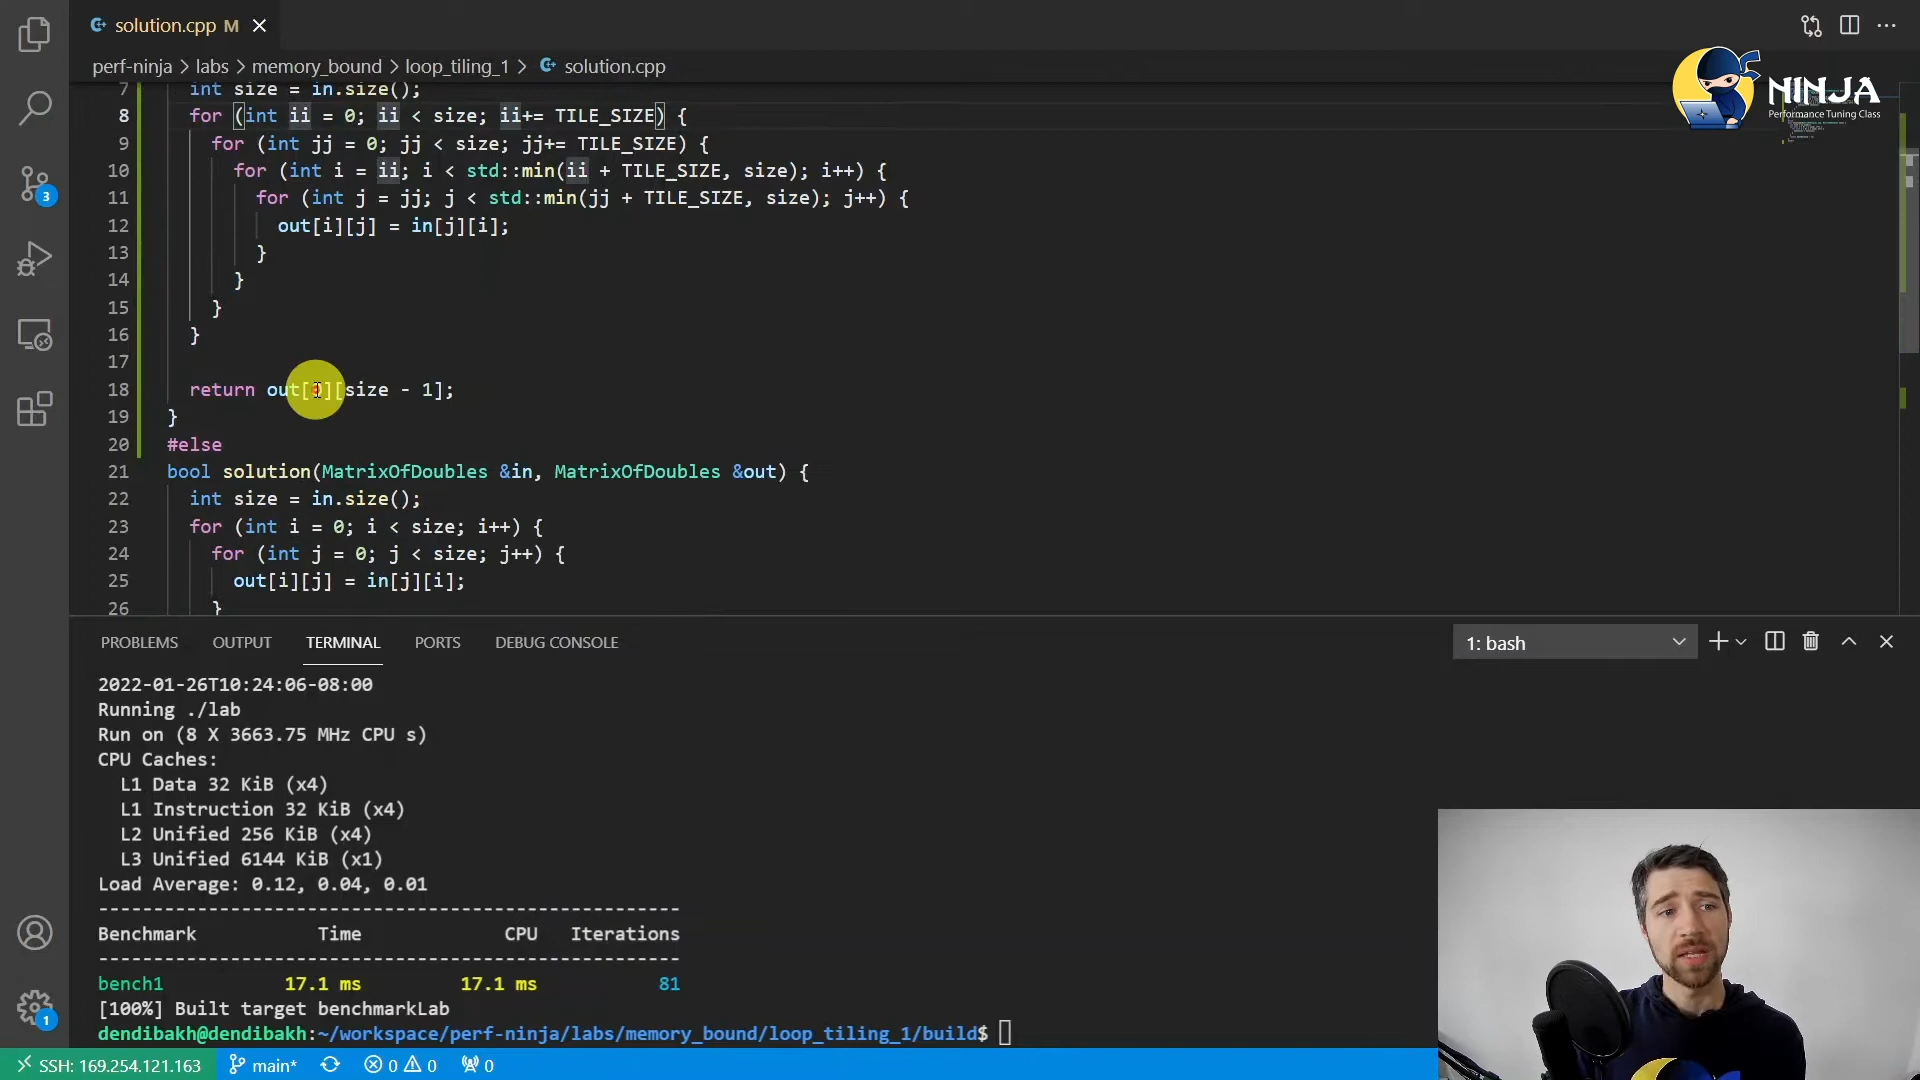 solution.cpp M
perf-ninja > labs > memory_bound > loop_tiling_1 > solution.cpp
NINJA
Performance Tuning Class
7 int size = in.size();
8 for (int ii = 0; ii < size; ii+= TILE_SIZE) {
9 for (int jj = 0; jj < size; jj+= TILE_SIZE) {
10 for (int i = ii; i < std::min(ii + TILE_SIZE, size); i++) {
11 for (int j = jj; j < std::min(jj + TILE_SIZE, size); j++) {
12 out[i][j] = in[j][i];
13 }
14 }
15 }
16 }
17
18 return out[0][size - 1];
19 }
20 #else
21 bool solution(MatrixOfDoubles &in, MatrixOfDoubles &out) {
22 int size = in.size();
23 for (int i = 0; i < size; i++) {
24 for (int j = 0; j < size; j++) {
25 out[i][j] = in[j][i];
26 }
3
1
PROBLEMS OUTPUT TERMINAL PORTS DEBUG CONSOLE 1: bash
2022-01-26T10:24:06-08:00
Running ./lab
Run on (8 X 3663.75 MHz CPU s)
CPU Caches:
L1 Data 32 KiB (x4)
L1 Instruction 32 KiB (x4)
L2 Unified 256 KiB (x4)
L3 Unified 6144 KiB (x1)
Load Average: 0.12, 0.04, 0.01
-----------------------------------------------------
Benchmark Time CPU Iterations
-----------------------------------------------------
bench1 17.1 ms 17.1 ms 81
[100%] Built target benchmarkLab
dendibakh@dendibakh:~/workspace/perf-ninja/labs/memory_bound/loop_tiling_1/build$
SSH: 169.254.121.163 main* 0 0 0